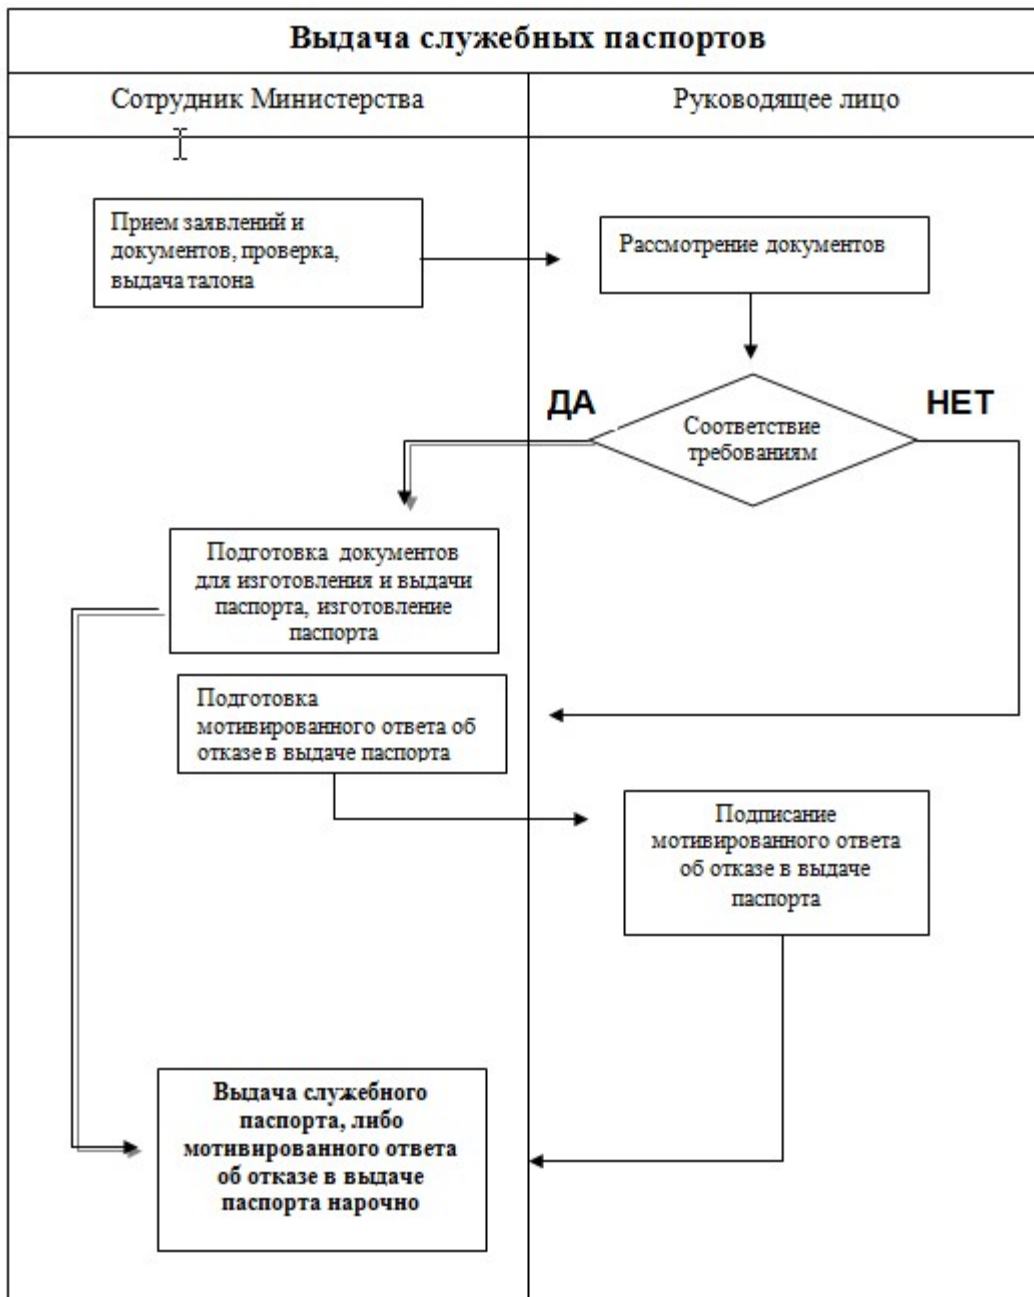 Выдача служебных паспортов
Сотрудник Министерства
Руководящее лицо
Прием заявлений и
документов, проверка,
выдача талона
Рассмотрение документов
ДА
НЕТ
Соответствие
требованиям
Подготовка документов
для изготовления и выдачи
паспорта, изготовление
паспорта
Подготовка
мотивированного ответа об
отказе в выдаче паспорта
Подписание
мотивированного ответа
об отказе в выдаче
паспорта
Выдача служебного
паспорта, либо
мотивированного ответа
об отказе в выдаче
паспорта нарочно